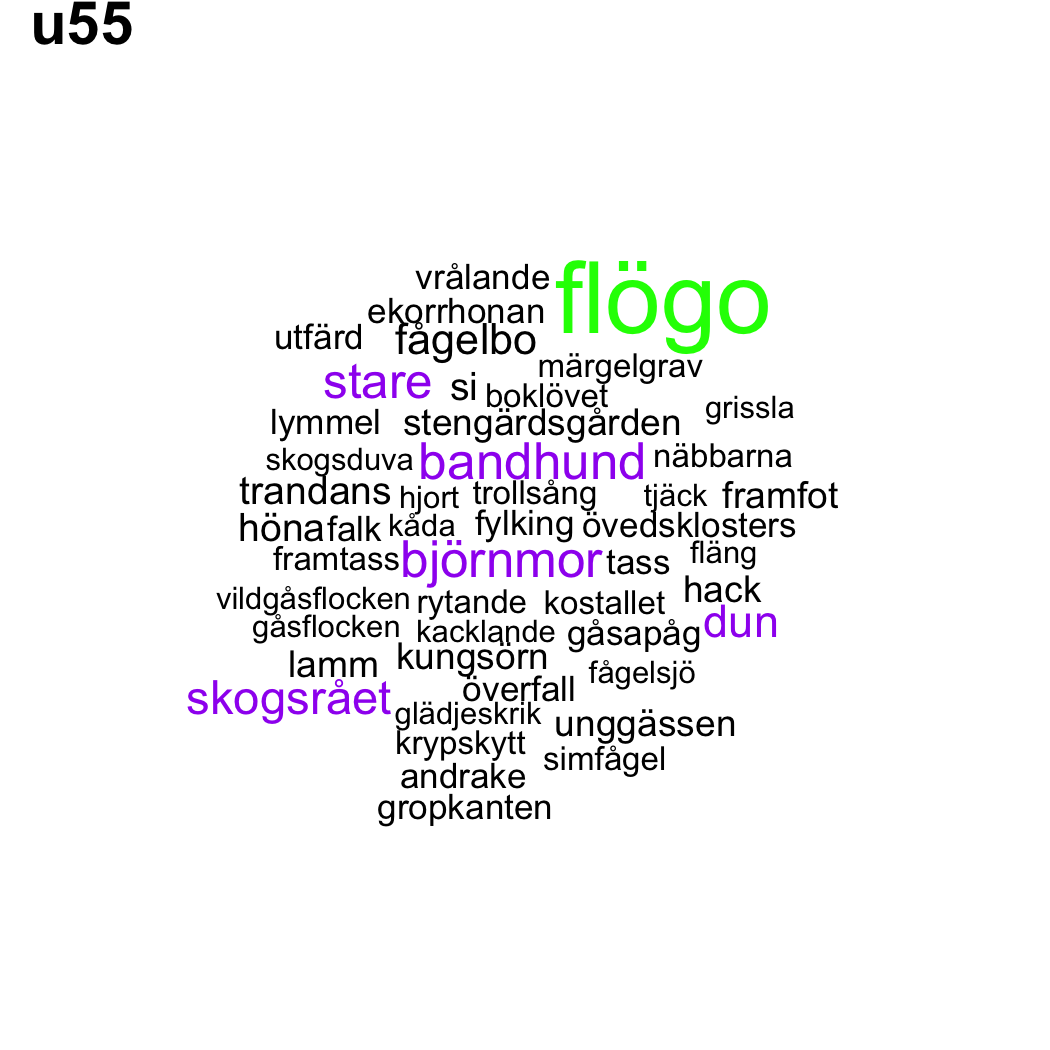 u55
vrålande
flögo
ekorrhonan
utfärd fågelbo
märgelgrav
stare si boklövet
grissla
lymmel stengärdsgården
skogsduva bandhund näbbarna
trandans hjort trollsång tjäck framfot
höna falk kåda fylking övedsklosters
framtass björnmor tass fläng
hack
vildgåsflocken rytande kostallet
dun
gåsflocken kacklande gåsapåg
lamm kungsörn fågelsjö
skogsrået överfall
glädjeskrik unggässen
krypskytt simfågel
andrake
gropkanten